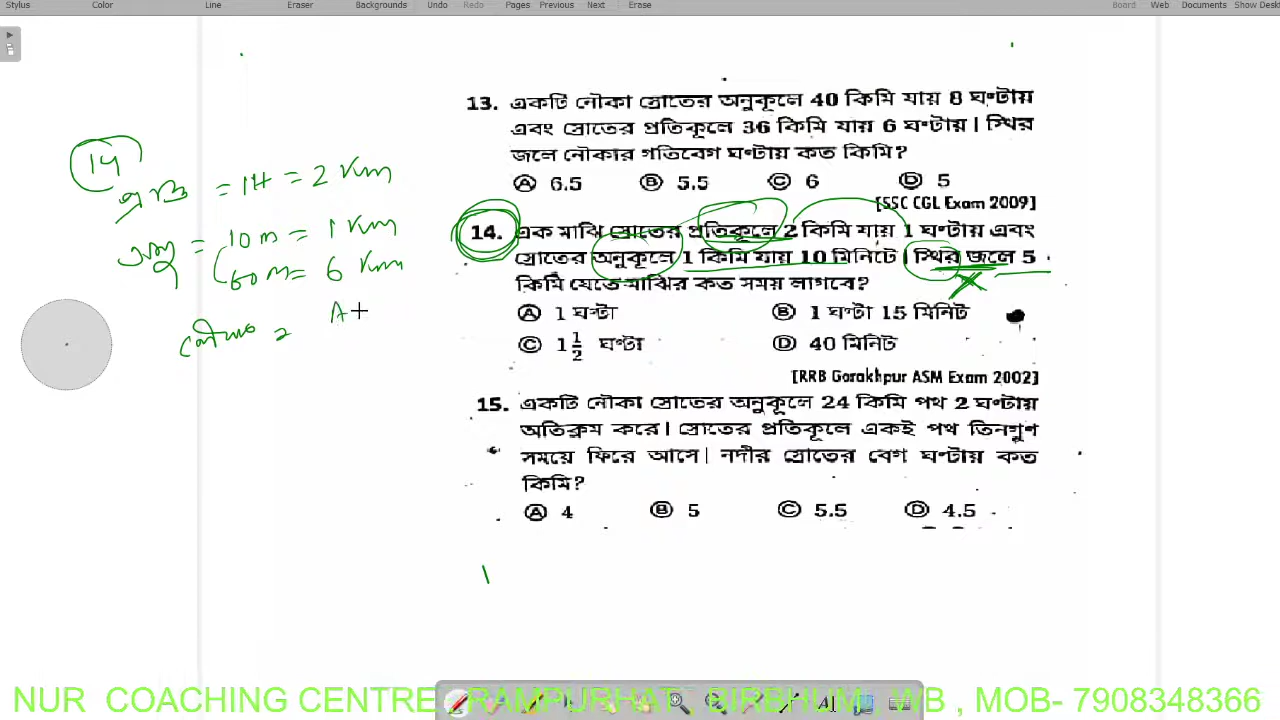 Styles Color Line Eraser Backgrounds Undo Redo Pages Previous Next Erase Board Web Documents Show Desk
13. একটি নৌকা স্রোতের অনুকূলে 40 কিমি যায় 8 ঘণ্টায়
এবং স্রোতের প্রতিকূলে 36 কিমি যায় 6 ঘণ্টায়। স্থির
জলে নৌকার গতিবেগ ঘণ্টায় কত কিমি?
A 6.5 B 5.5 C 6 D 5
[SSC CGL Exam 2009]
14. এক মাঝি স্রোতের প্রতিকূলে 2 কিমি যায় 1 ঘণ্টায় এবং
স্রোতের অনুকূলে 1 কিমি যায় 10 মিনিটে। স্থির জলে 5
কিমি যেতে মাঝির কত সময় লাগবে?
A 1 ঘণ্টা B 1 ঘণ্টা 15 মিনিট
C 1 1/2 ঘণ্টা D 40 মিনিট
[RRB Gorakhpur ASM Exam 2002]
15. একটি নৌকা স্রোতের অনুকূলে 24 কিমি পথ 2 ঘণ্টায়
অতিক্রম করে। স্রোতের প্রতিকূলে একই পথ তিনগুণ
সময়ে ফিরে আসে। নদীর স্রোতের বেগ ঘণ্টায় কত
কিমি?
A 4 B 5 C 5.5 D 4.5
14
= 1H = 2 Km
= 10 m = 1 Km
60 m = 6 Km
A
NUR COACHING CENTRE, RAMPURHAT, BIRBHUM, WB , MOB- 7908348366